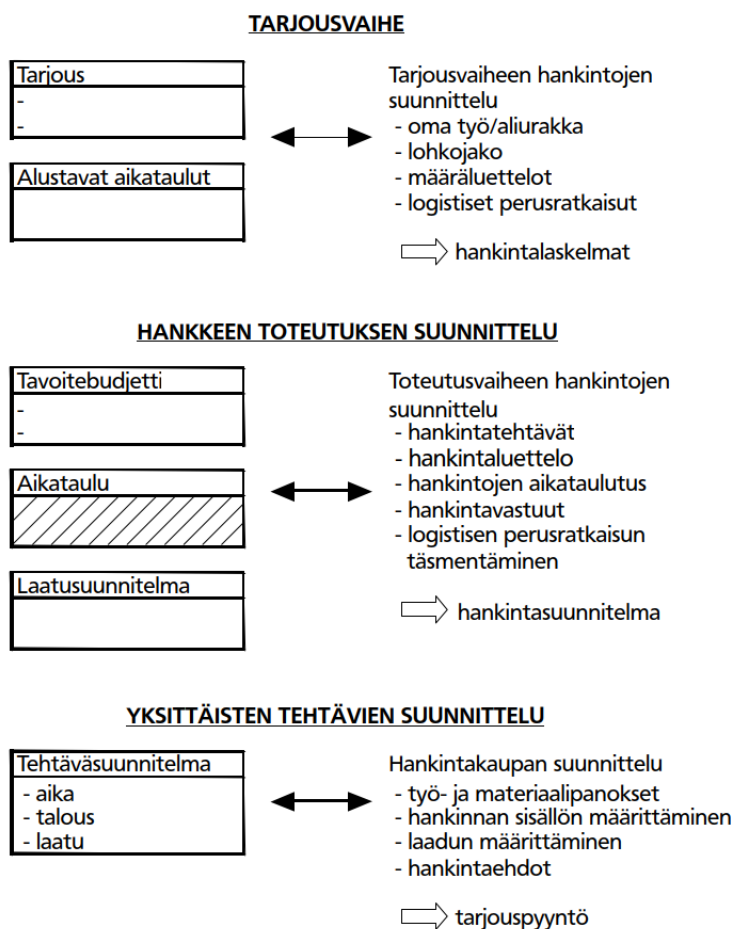 TARJOUSVAIHE
Tarjous
-
-
Alustavat aikataulut
Tarjousvaiheen hankintojen
suunnittelu
- oma työ/aliurakka
- lohkojako
- määräluettelot
- logistiset perusratkaisut
hankintalaskelmat
HANKKEEN TOTEUTUKSEN SUUNNITTELU
Tavoitebudjetti
-
-
Aikataulu
Laatusuunnitelma
Toteutusvaiheen hankintojen
suunnittelu
- hankintatehtävät
- hankintaluettelo
- hankintojen aikataulutus
- hankintavastuut
- logistisen perusratkaisun
täsmentäminen
hankintasuunnitelma
YKSITTÄISTEN TEHTÄVIEN SUUNNITTELU
Tehtäväsuunnitelma
- aika
- talous
- laatu
Hankintakaupan suunnittelu
- työ- ja materiaalipanokset
- hankinnan sisällön määrittäminen
- laadun määrittäminen
- hankintaehdot
tarjouspyyntö